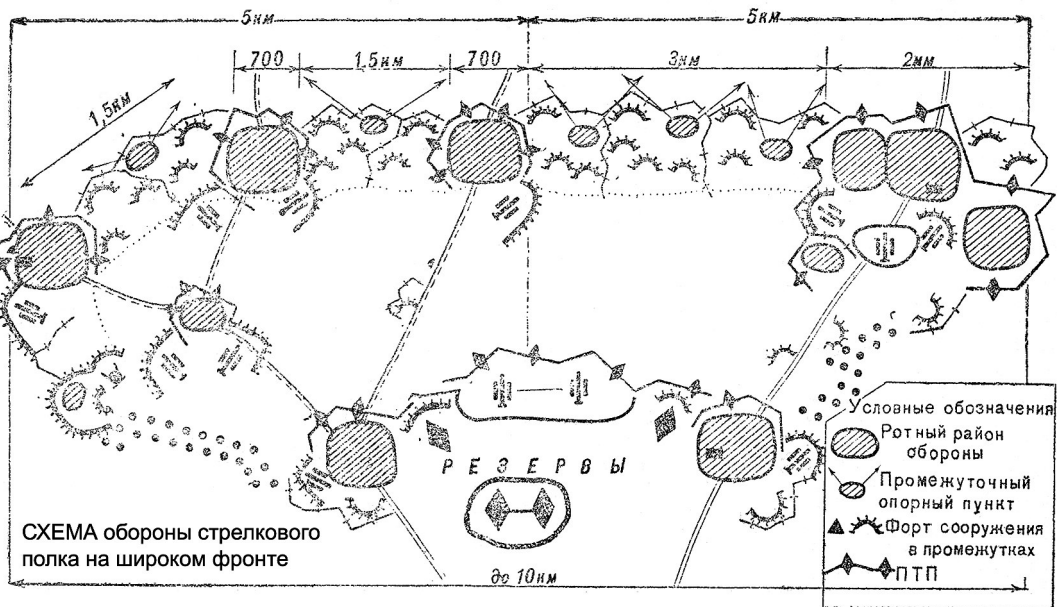 5км 5км
700 1.5км 700 3км 2км
1,5км
РЕЗЕРВЫ
СХЕМА обороны стрелкового
полка на широком фронте
до 10км
Условные обозначения
Ротный район
обороны
Промежуточный
опорный пункт
Форт сооружения
в промежутках
ПТП